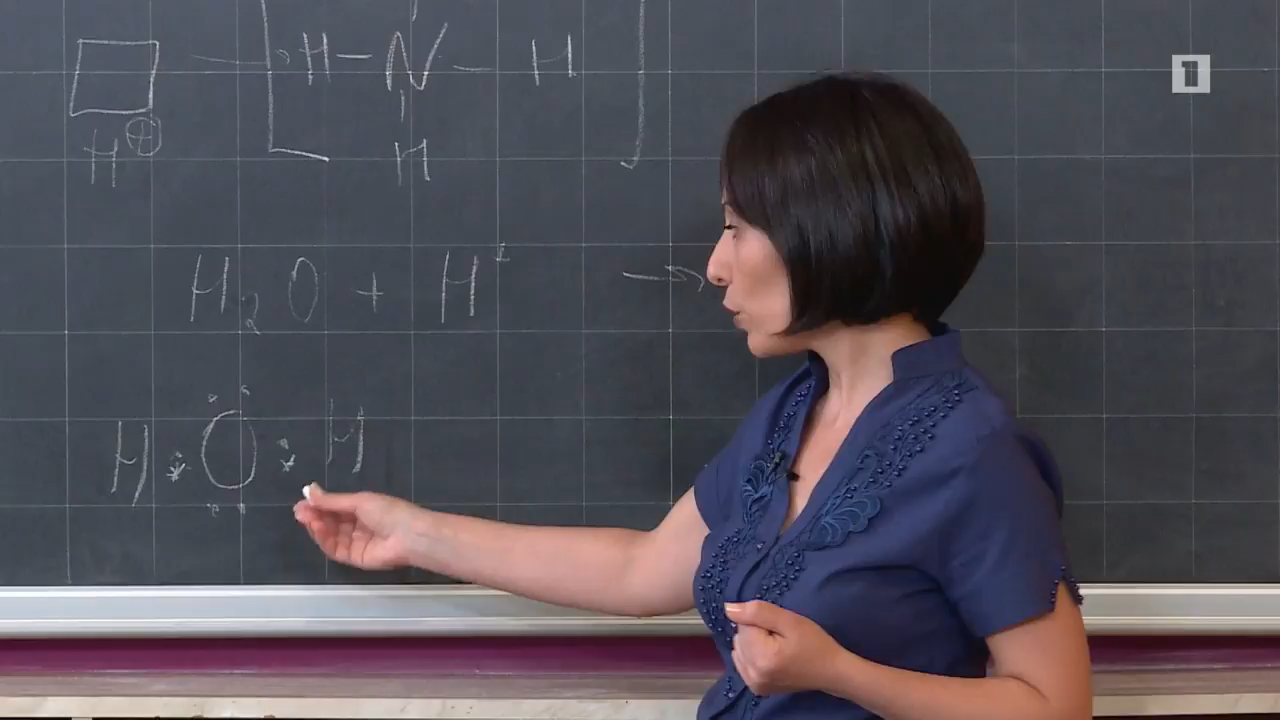 H – N – H
H⊕ H
H₂O + H⁺ →
H O H
1